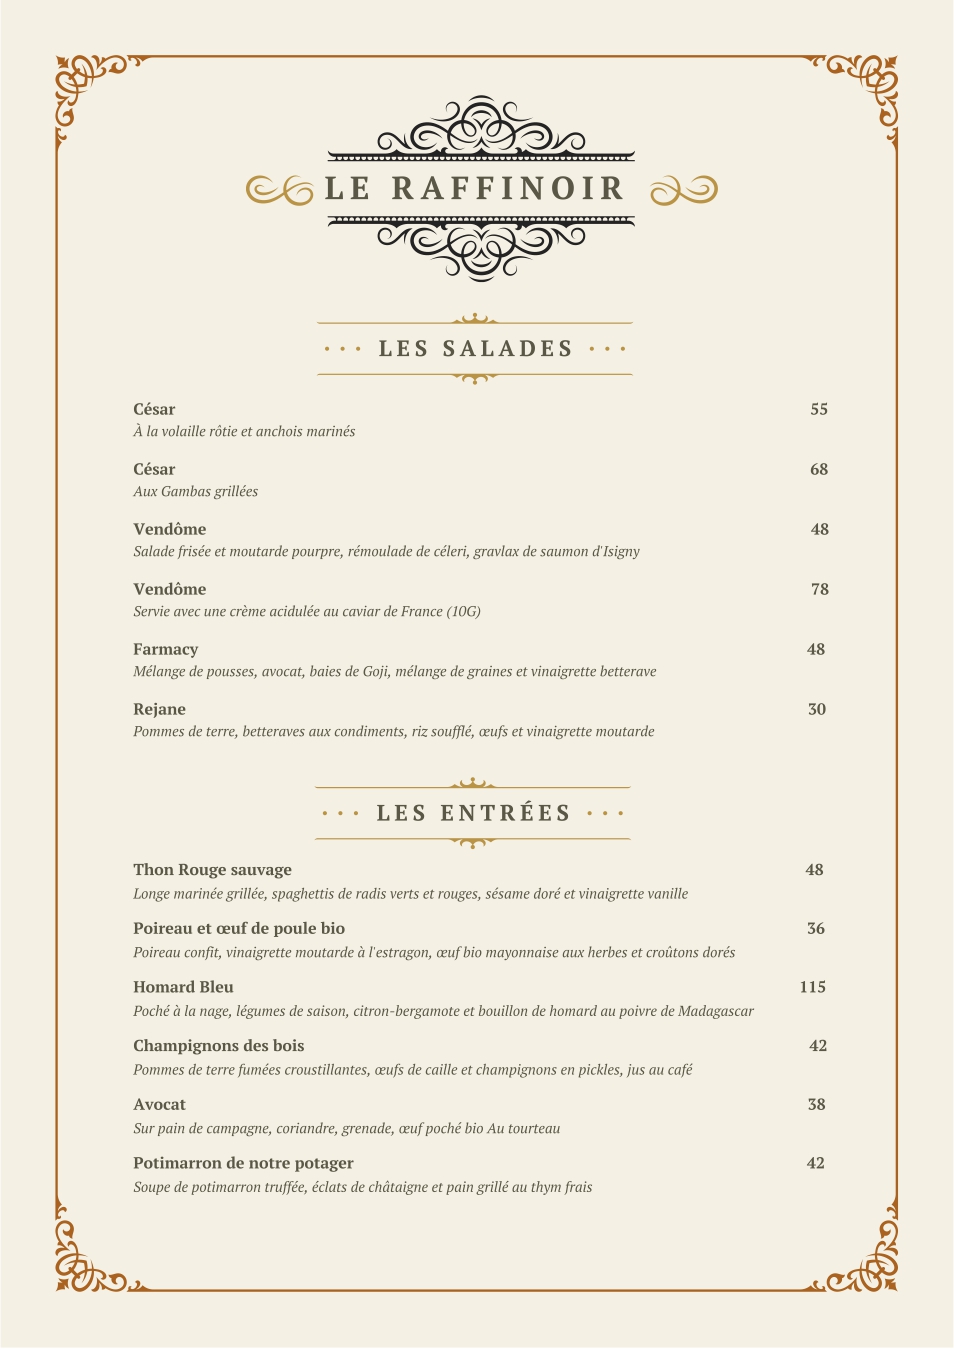 LE RAFFINOIR
LES SALADES
César 55
À la volaille rôtie et anchois marinés
César 68
Aux Gambas grillées
Vendôme 48
Salade frisée et moutarde pourpre, rémoulade de céleri, gravlax de saumon d'Isigny
Vendôme 78
Servie avec une crème acidulée au caviar de France (10G)
Farmacy 48
Mélange de pousses, avocat, baies de Goji, mélange de graines et vinaigrette betterave
Rejane 30
Pommes de terre, betteraves aux condiments, riz soufflé, œufs et vinaigrette moutarde
LES ENTRÉES
Thon Rouge sauvage 48
Longe marinée grillée, spaghettis de radis verts et rouges, sésame doré et vinaigrette vanille
Poireau et œuf de poule bio 36
Poireau confit, vinaigrette moutarde à l'estragon, œuf bio mayonnaise aux herbes et croûtons dorés
Homard Bleu 115
Poché à la nage, légumes de saison, citron-bergamote et bouillon de homard au poivre de Madagascar
Champignons des bois 42
Pommes de terre fumées croustillantes, œufs de caille et champignons en pickles, jus au café
Avocat 38
Sur pain de campagne, coriandre, grenade, œuf poché bio Au tourteau
Potimarron de notre potager 42
Soupe de potimarron truffée, éclats de châtaigne et pain grillé au thym frais